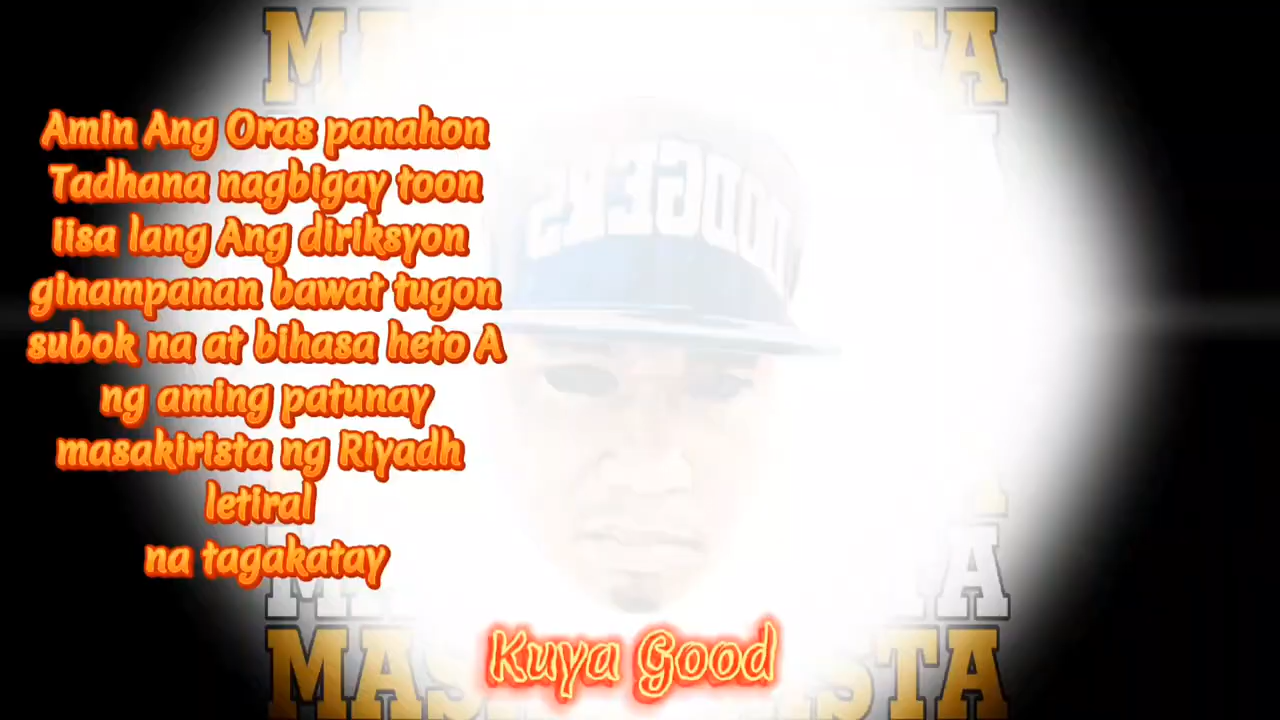 Amin Ang Oras panahon
Tadhana nagbigay toon
iisa lang Ang diriksyon
ginampanan bawat tugon
subok na at bihasa heto A
ng aming patunay
masakirista ng Riyadh
letiral
na tagakatay
Kuya Good